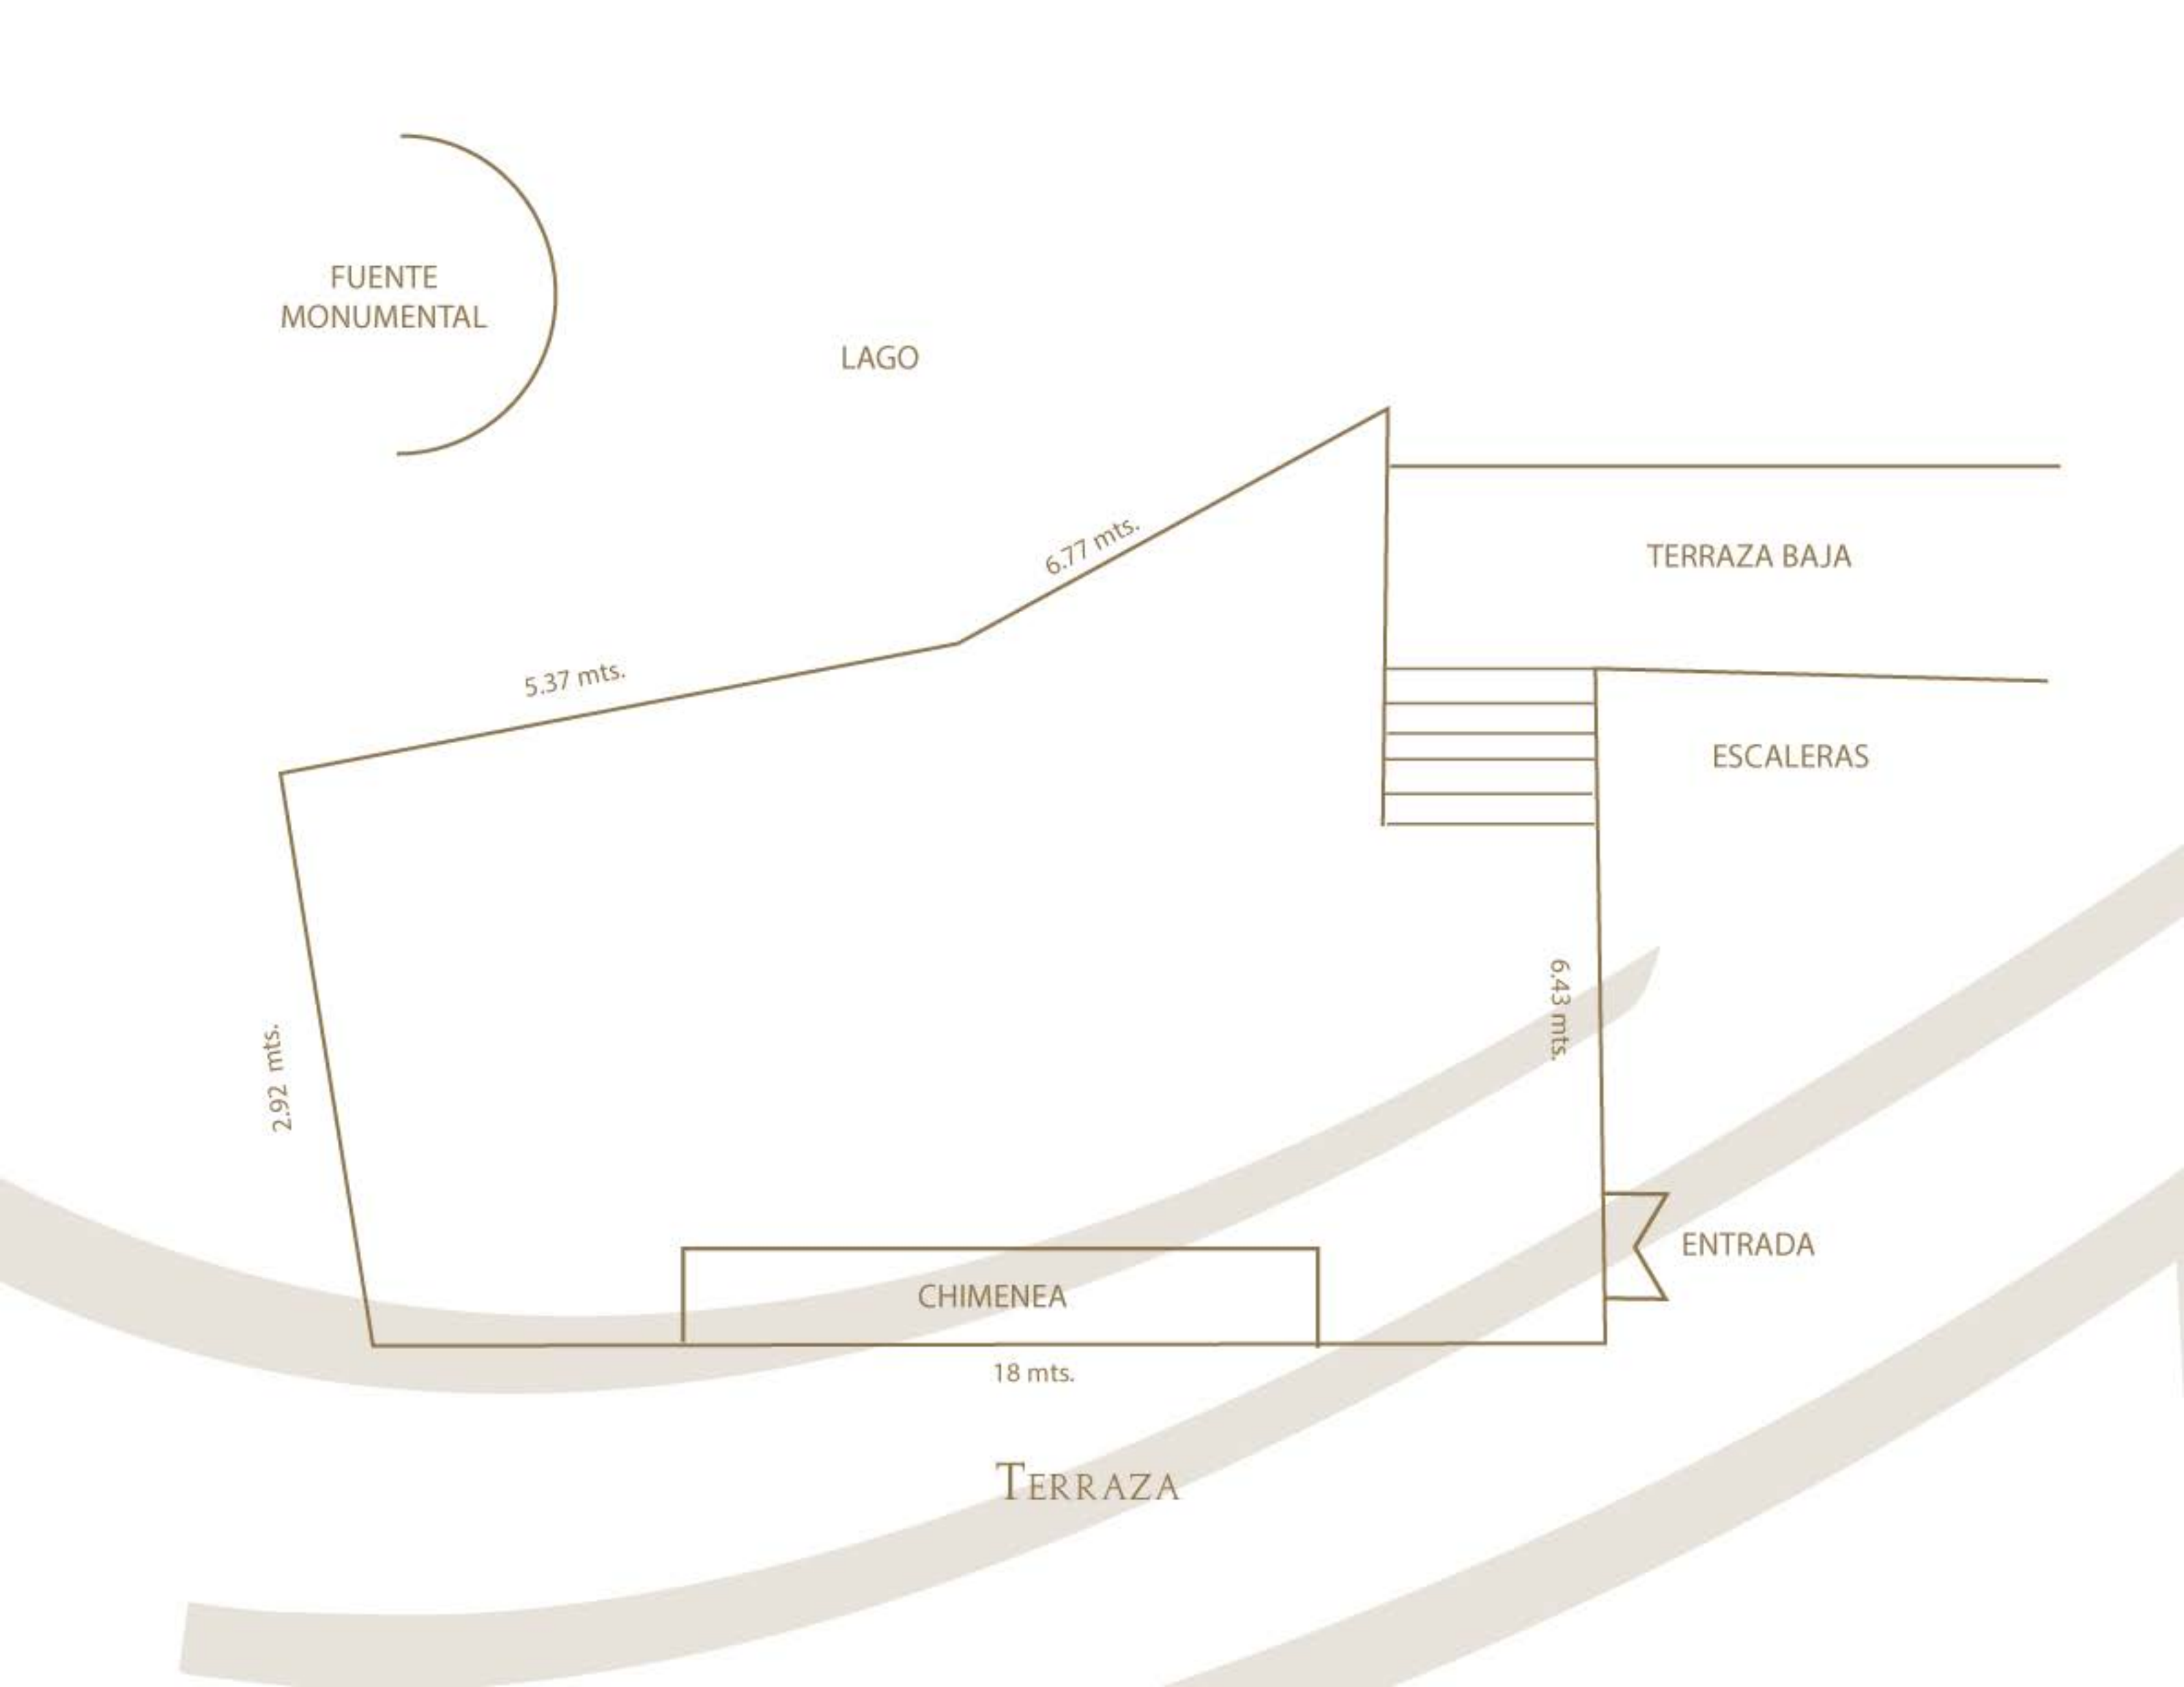 FUENTE
MONUMENTAL
LAGO
6.77 mts.
TERRAZA BAJA
5.37 mts.
ESCALERAS
6.43 mts.
2.92 mts.
ENTRADA
CHIMENEA
18 mts.
TERRAZA